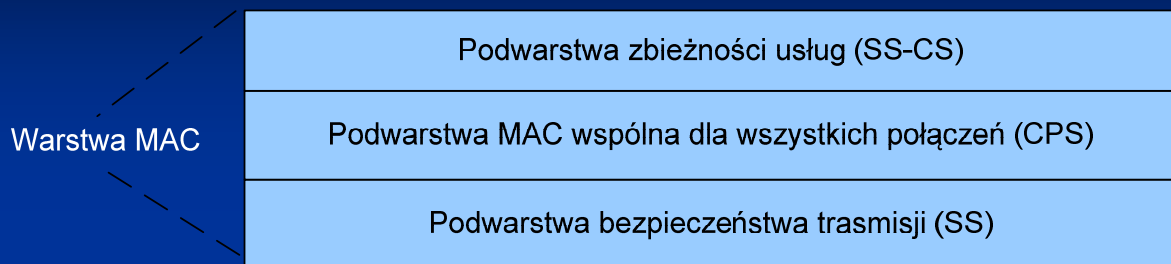 Podwarstwa zbieżności usług (SS-CS)
Warstwa MAC
Podwarstwa MAC wspólna dla wszystkich połączeń (CPS)
Podwarstwa bezpieczeństwa trasmisji (SS)